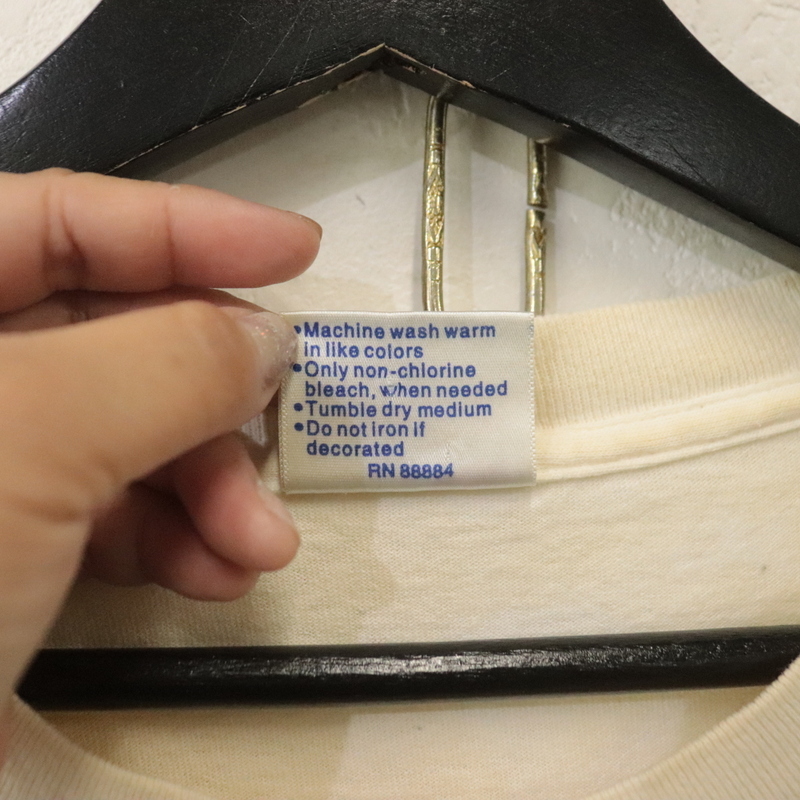 •Machine wash warm
in like colors
•Only non-chlorine
bleach, when needed
•Tumble dry medium
•Do not iron if
decorated
RN 88884